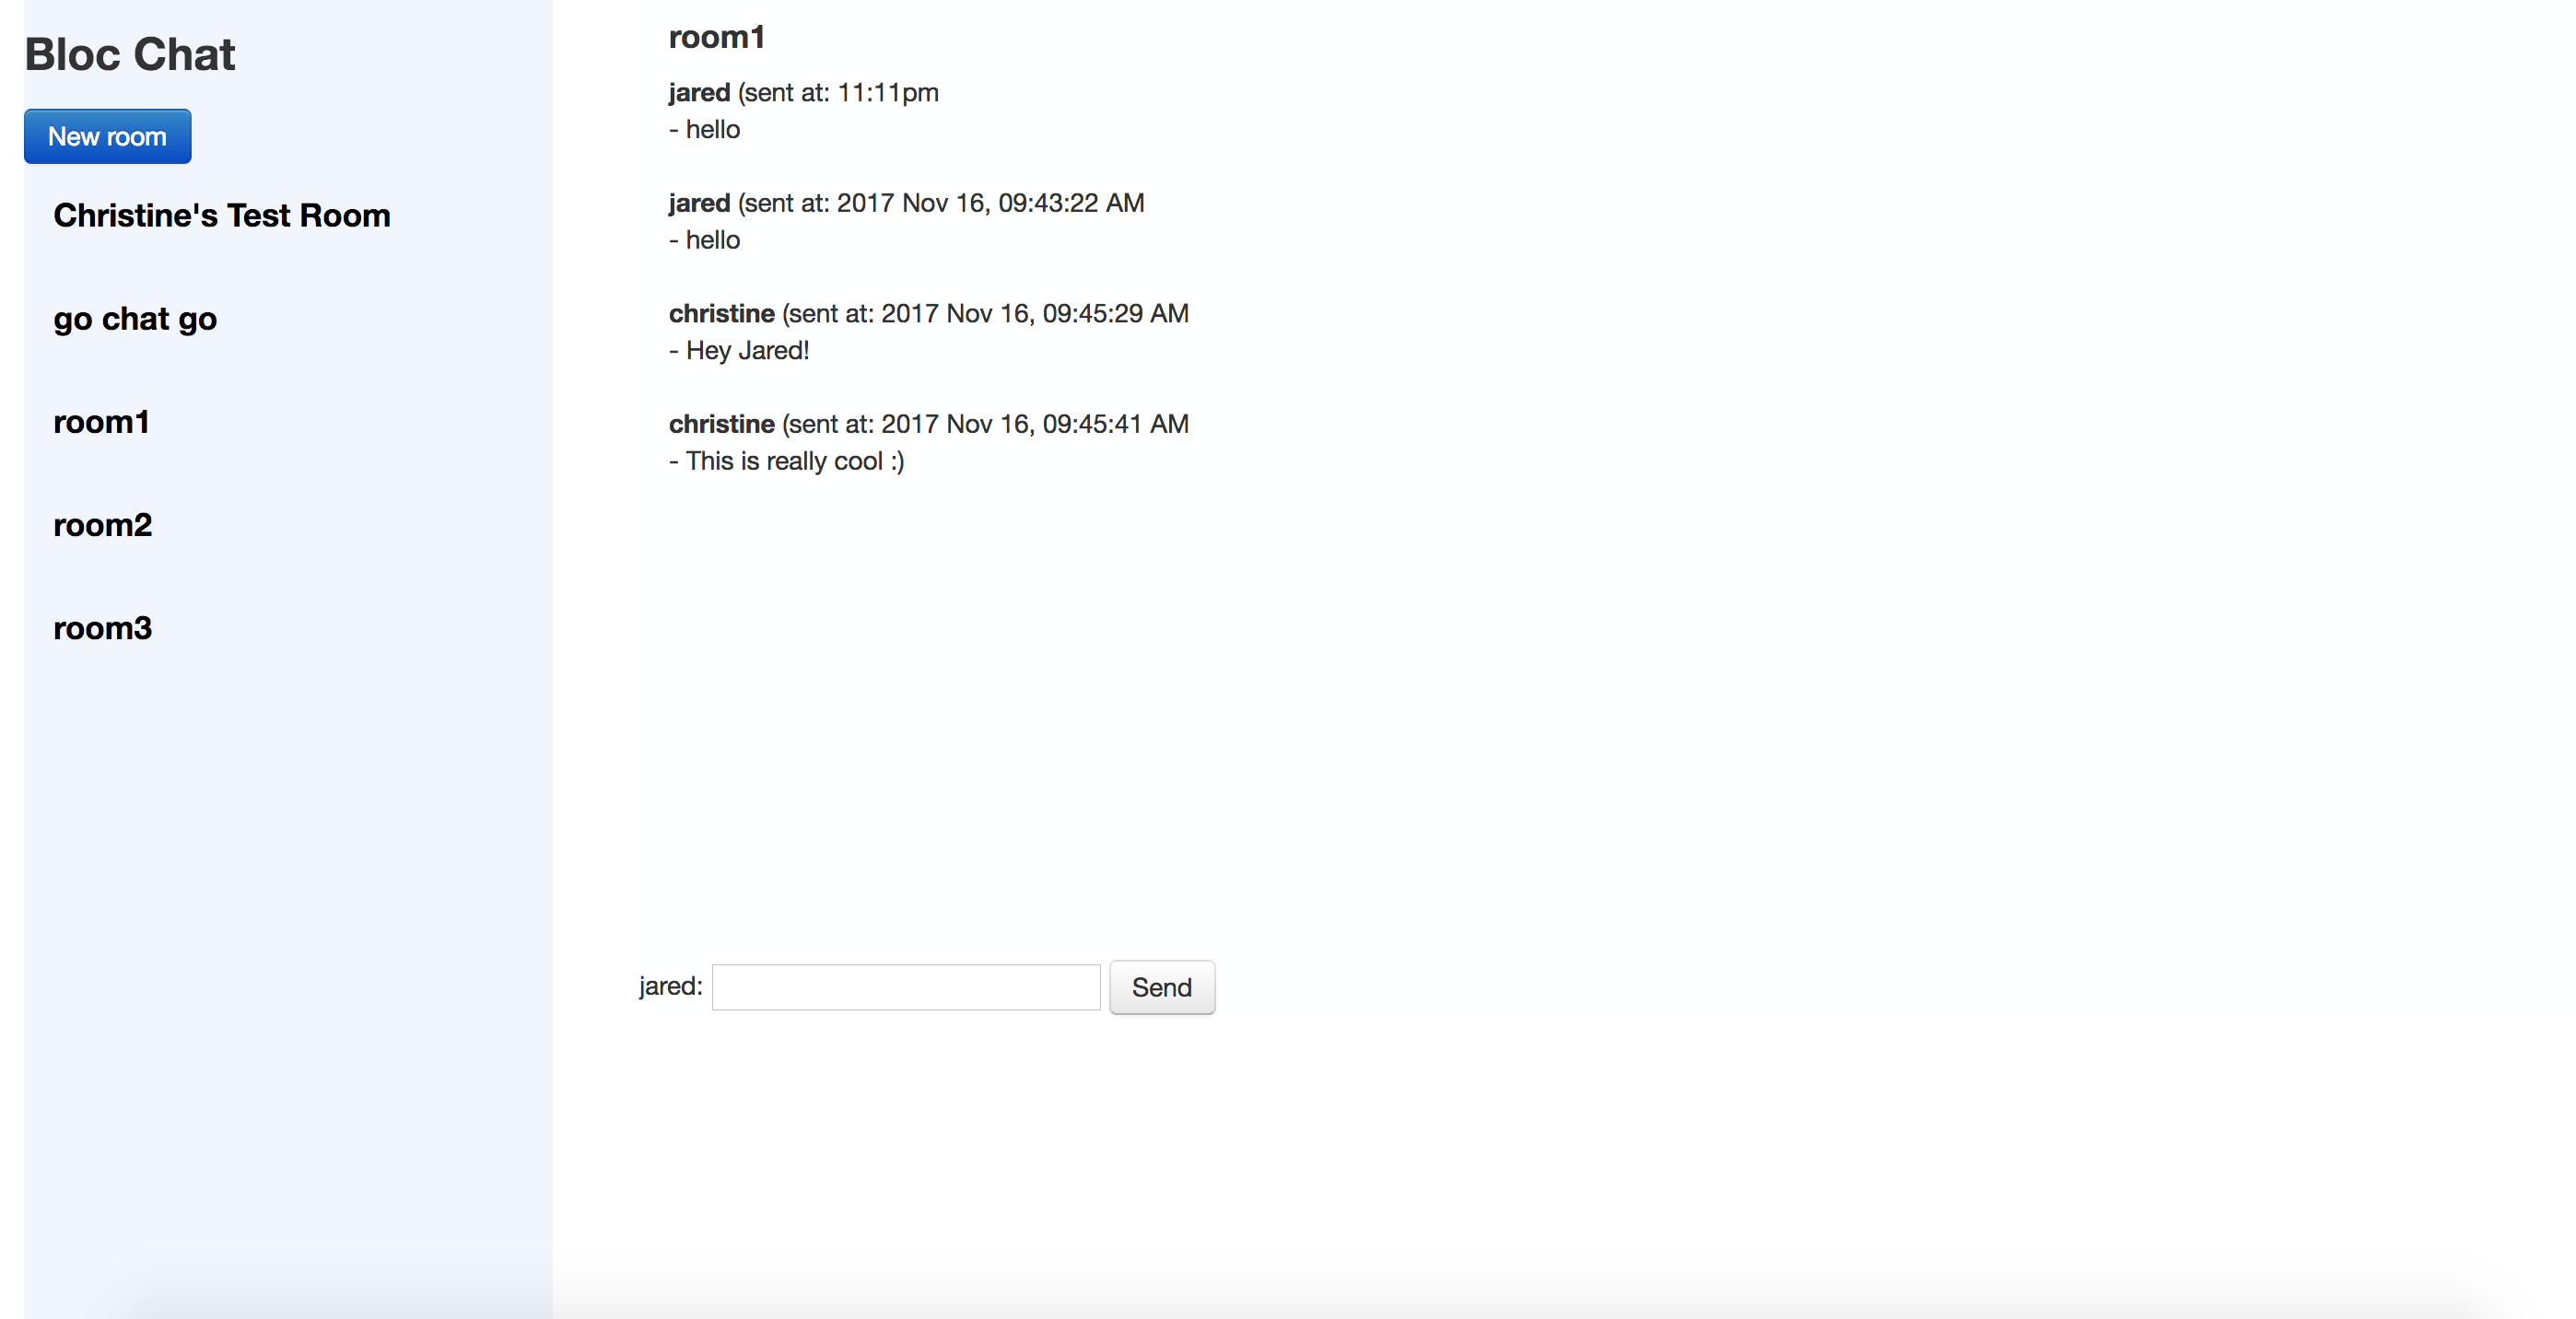 Bloc Chat
New room
Christine's Test Room
go chat go
room1
room2
room3
room1
jared (sent at: 11:11pm
- hello
jared (sent at: 2017 Nov 16, 09:43:22 AM
- hello
christine (sent at: 2017 Nov 16, 09:45:29 AM
- Hey Jared!
christine (sent at: 2017 Nov 16, 09:45:41 AM
- This is really cool :)
jared:
Send